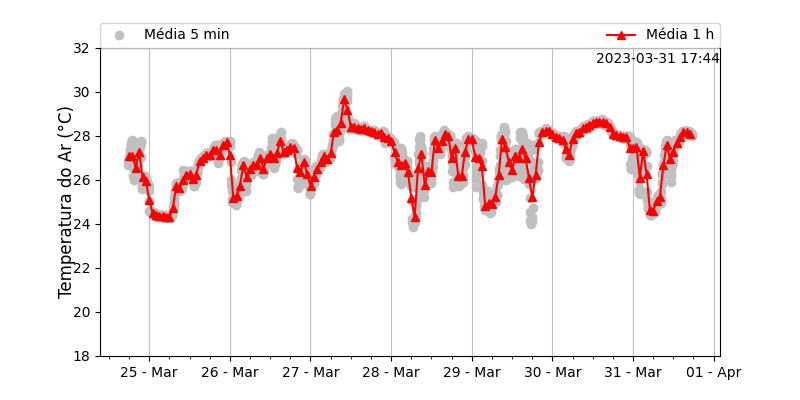 Média 5 min
Média 1 h
2023-03-31 17:44
Temperatura do Ar (°C)
32
30
28
26
24
22
20
18
25 - Mar
26 - Mar
27 - Mar
28 - Mar
29 - Mar
30 - Mar
31 - Mar
01 - Apr